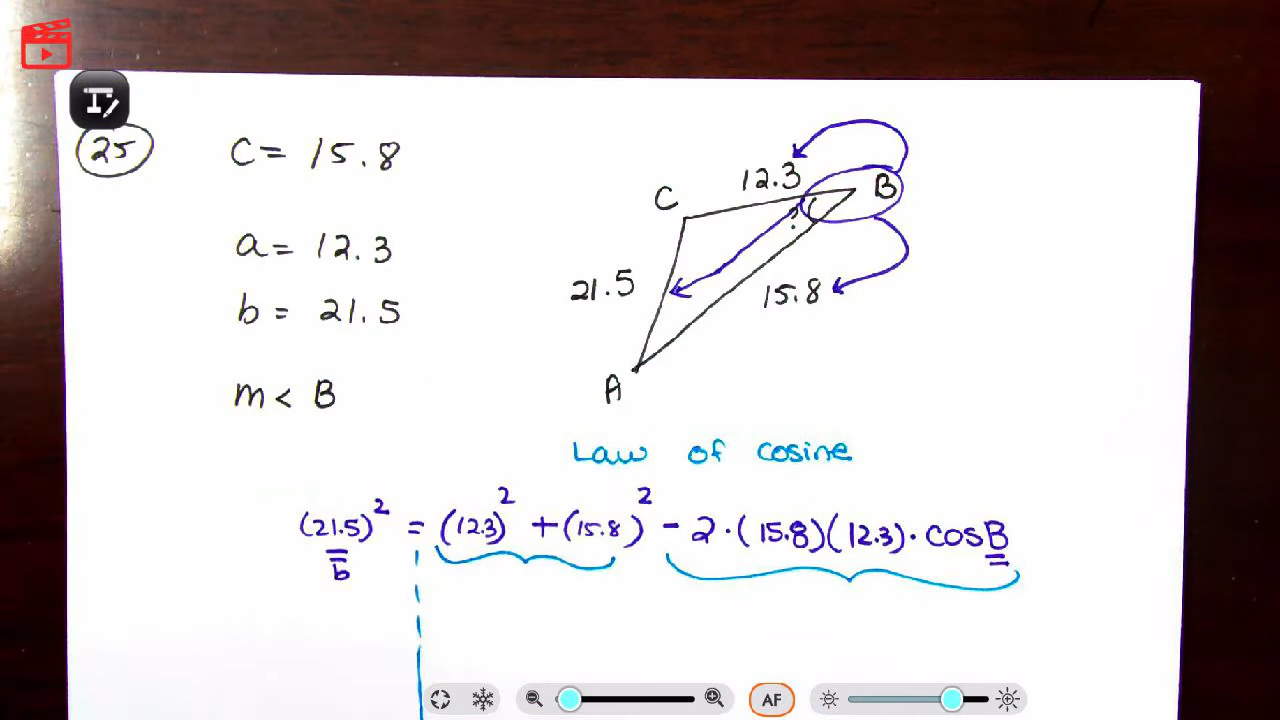 25
C = 15.8
a = 12.3
b = 21.5
m < B
C
12.3
B
?
21.5
15.8
A
Law of cosine
(21.5)² = (12.3)² + (15.8)² - 2 · (15.8)(12.3) · cos B
b
AF